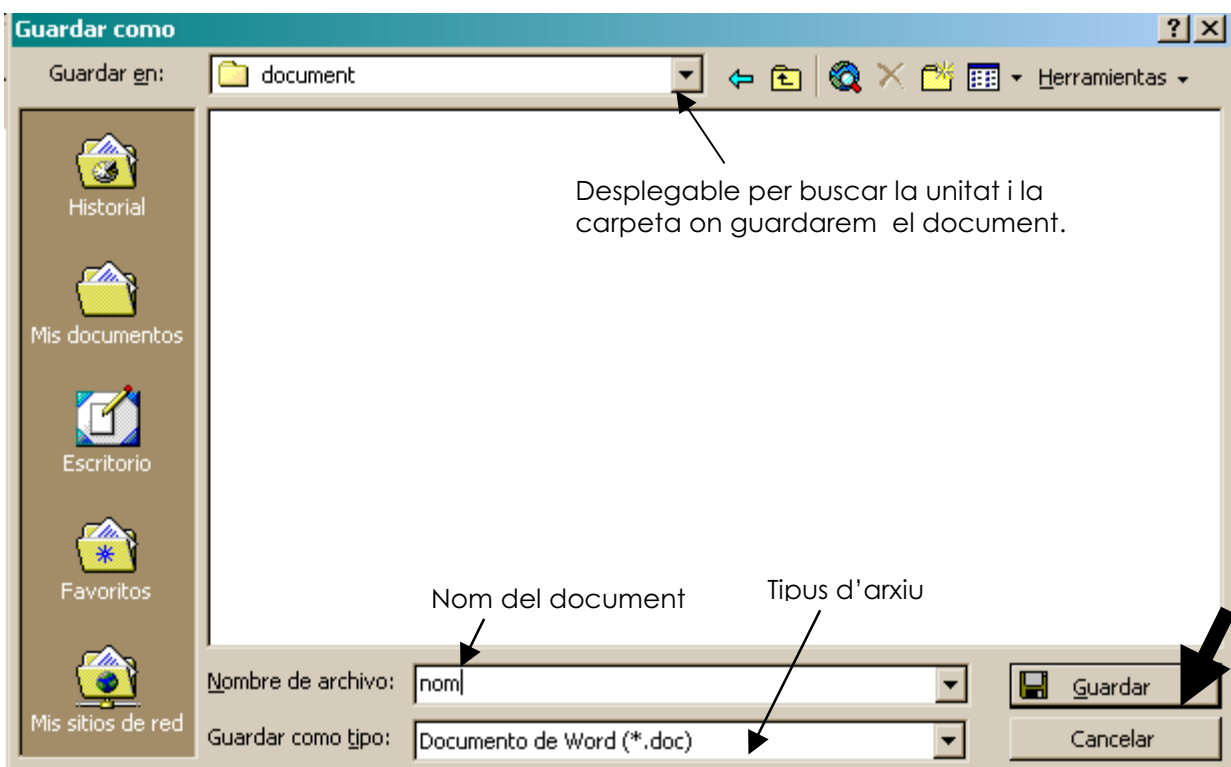 Guardar como
Guardar en:
document
Herramientas
Desplegable per buscar la unitat i la
carpeta on guardarem el document.
Historial
Mis documentos
Escritorio
Favoritos
Mis sitios de red
Nom del document
Tipus d’arxiu
Nombre de archivo:
nom
Guardar
Guardar como tipo:
Documento de Word (*.doc)
Cancelar